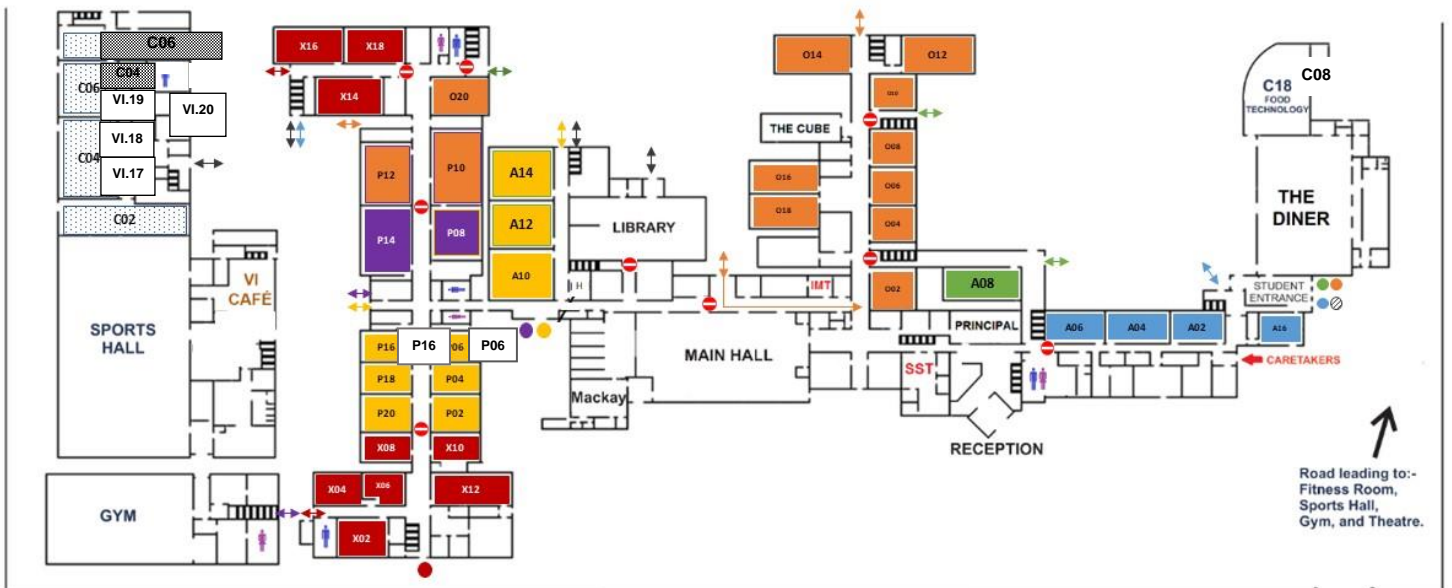 C06
C06
C04
VI.19
VI.20
VI.18
C04
VI.17
C02
VI
CAFÉ
SPORTS
HALL
GYM
X16
X18
X14
O20
P12
P10
P14
P08
A14
A12
A10
H
P16
P16
P06
P06
P18
P04
P20
P02
X08
X10
X04
X06
X12
X02
LIBRARY
MAIN HALL
Mackay
THE CUBE
O14
O12
O10
O08
O16
O06
O18
O04
IMT
O02
A08
PRINCIPAL
SST
RECEPTION
A06
A04
A02
A16
STUDENT
ENTRANCE
CARETAKERS
C08
C18
FOOD
TECHNOLOGY
THE
DINER
Road leading to:-
Fitness Room,
Sports Hall,
Gym, and Theatre.